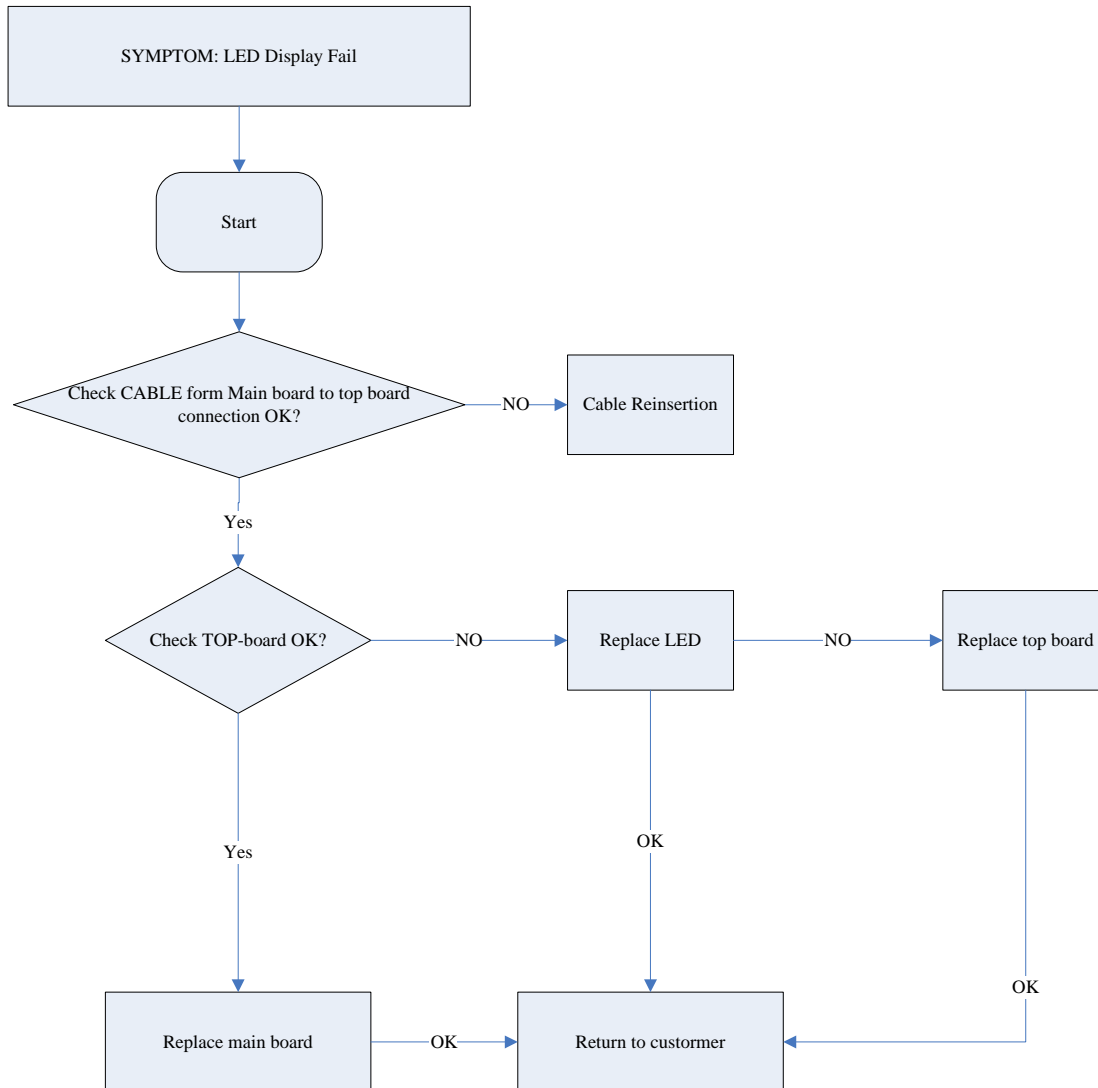 SYMPTOM: LED Display Fail
Start
Check CABLE form Main board to top board
connection OK?
NO
Cable Reinsertion
Yes
Check TOP-board OK?
NO
Replace LED
NO
Replace top board
Yes
OK
OK
Replace main board
OK
Return to custormer